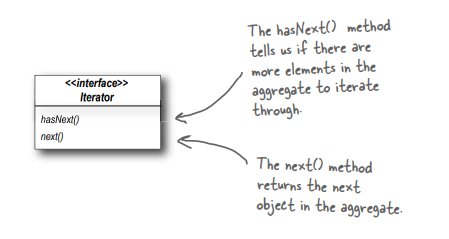 The hasNext() method
tells us if there are
more elements in the
aggregate to iterate
through.
<<interface>>
Iterator
hasNext()
next()
The next() method
returns the next
object in the aggregate.